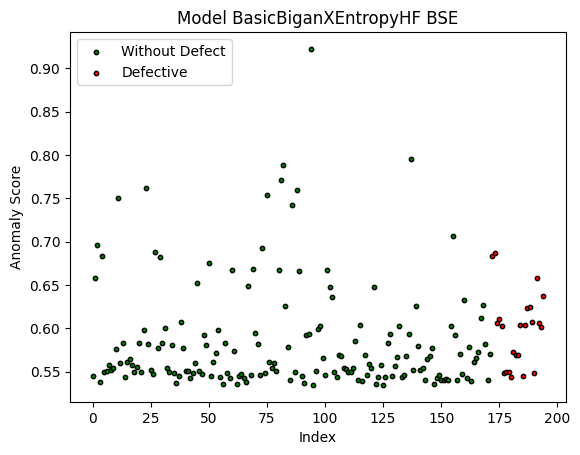 Model BasicBiganXEntropyHF BSE
Without Defect
Defective
Anomaly Score
0.90
0.85
0.80
0.75
0.70
0.65
0.60
0.55
0 25 50 75 100 125 150 175 200
Index